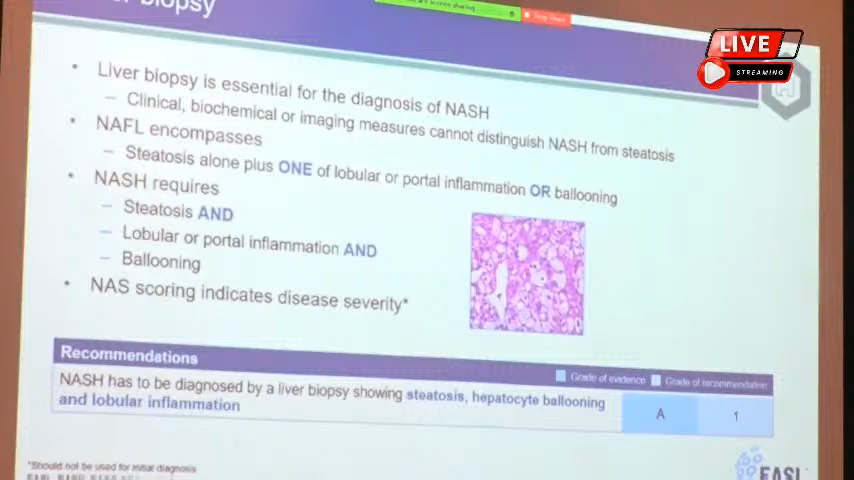 biopsy
LIVE
STREAMING
• Liver biopsy is essential for the diagnosis of NASH
– Clinical, biochemical or imaging measures cannot distinguish NASH from steatosis
• NAFL encompasses
– Steatosis alone plus ONE of lobular or portal inflammation OR ballooning
• NASH requires
– Steatosis AND
– Lobular or portal inflammation AND
– Ballooning
• NAS scoring indicates disease severity*
Recommendations
Grade of evidence Grade of recommendation
NASH has to be diagnosed by a liver biopsy showing steatosis, hepatocyte ballooning
and lobular inflammation
A 1
*Should not be used for initial diagnosis
EASL